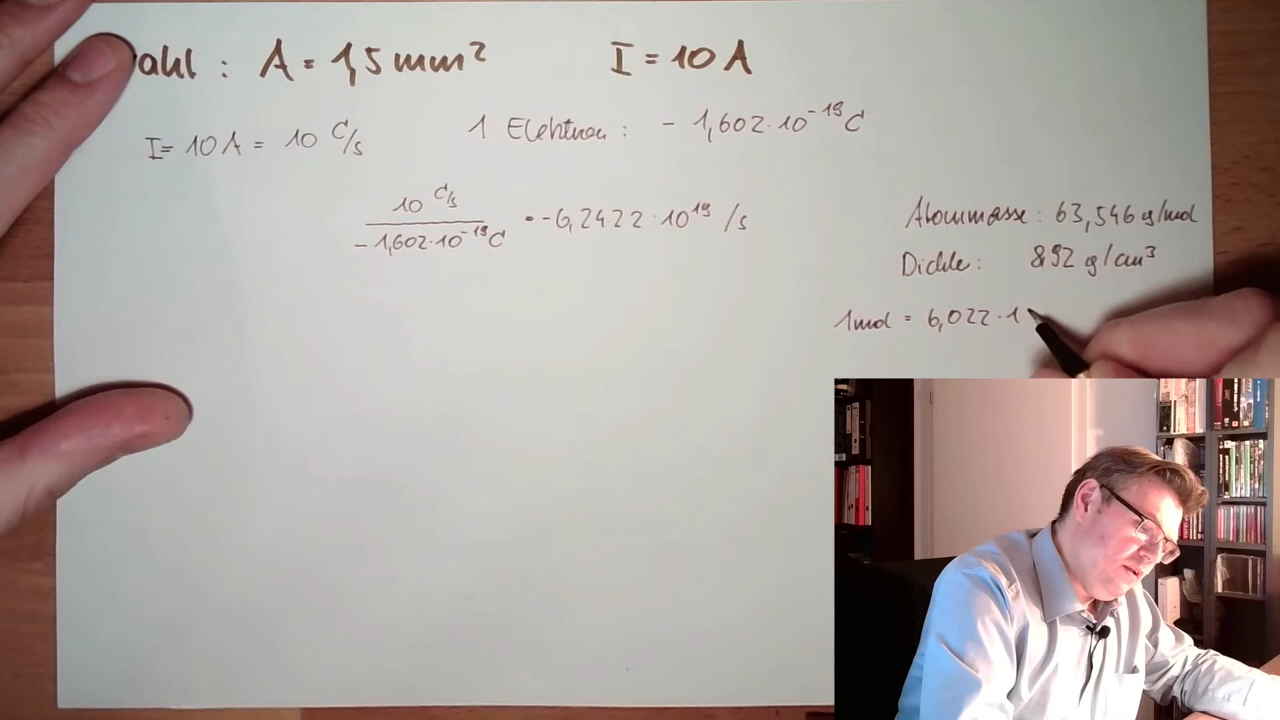 ahl : A = 1,5 mm²
I = 10 A
I = 10 A = 10 C/s
1 Elektron : - 1,602 · 10⁻¹⁹ C
10 C/s
- 1,602 · 10⁻¹⁹ C
= -6,2422 · 10¹⁹ /s
Atommasse : 63,546 g/mol
Dichte : 8,92 g/cm³
1 mol = 6,022 · 1